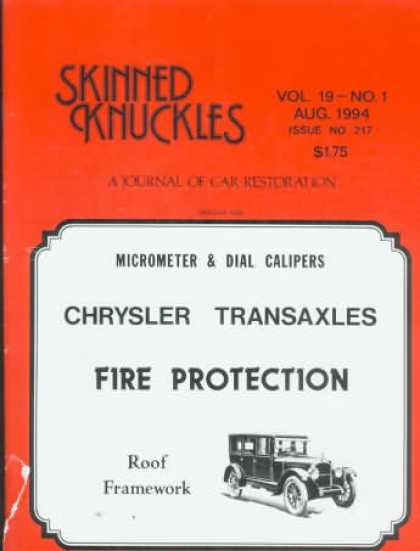 SKINNED
KNUCKLES
VOL. 19 – NO. 1
AUG. 1994
ISSUE NO. 217
$1.75
A JOURNAL OF CAR RESTORATION
MICROMETER & DIAL CALIPERS
CHRYSLER TRANSAXLES
FIRE PROTECTION
Roof
Framework